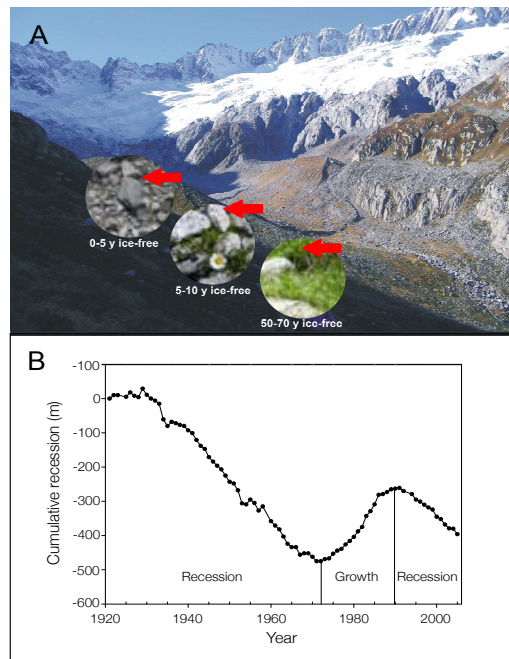 A
0-5 y ice-free
5-10 y ice-free
50-70 y ice-free
B
-100
0
-100
-200
-300
-400
-500
-600
Cumulative recession (m)
Recession
Growth
Recession
1920
1940
1960
1980
2000
Year